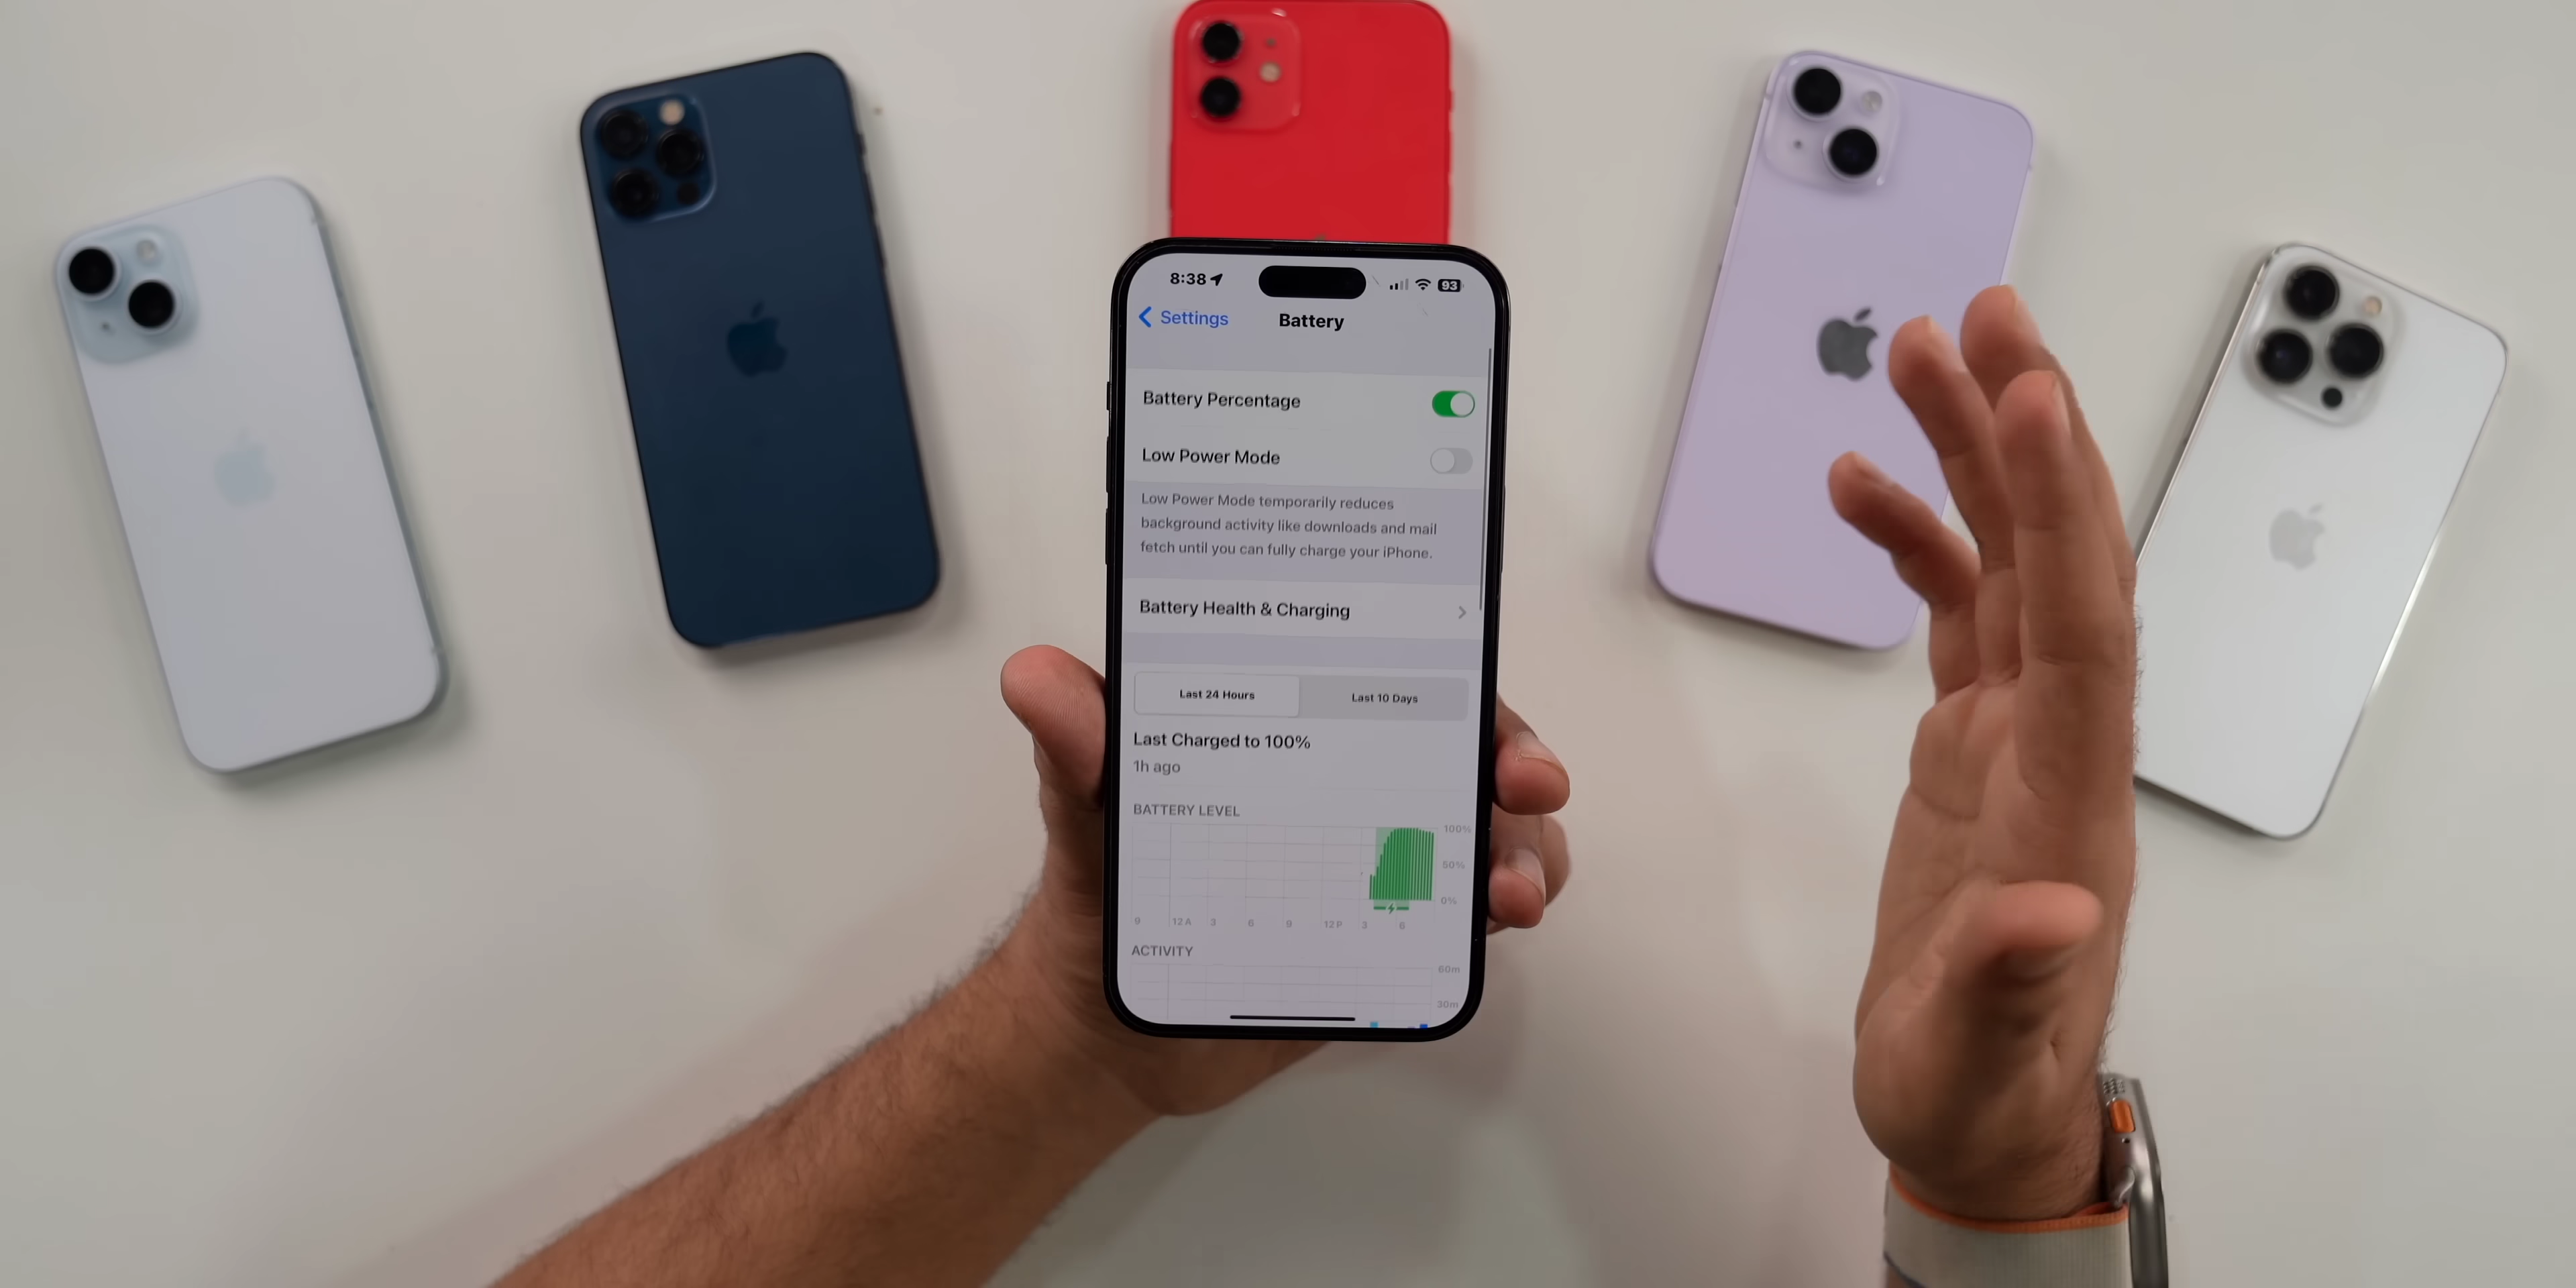 8:38
93
Settings
Battery
Battery Percentage
Low Power Mode
Low Power Mode temporarily reduces
background activity like downloads and mail
fetch until you can fully charge your iPhone.
Battery Health & Charging
Last 24 Hours
Last 10 Days
Last Charged to 100%
1h ago
BATTERY LEVEL
100%
50%
0%
9 12 A 3 6 9 12 P 3 6
ACTIVITY
60m
30m